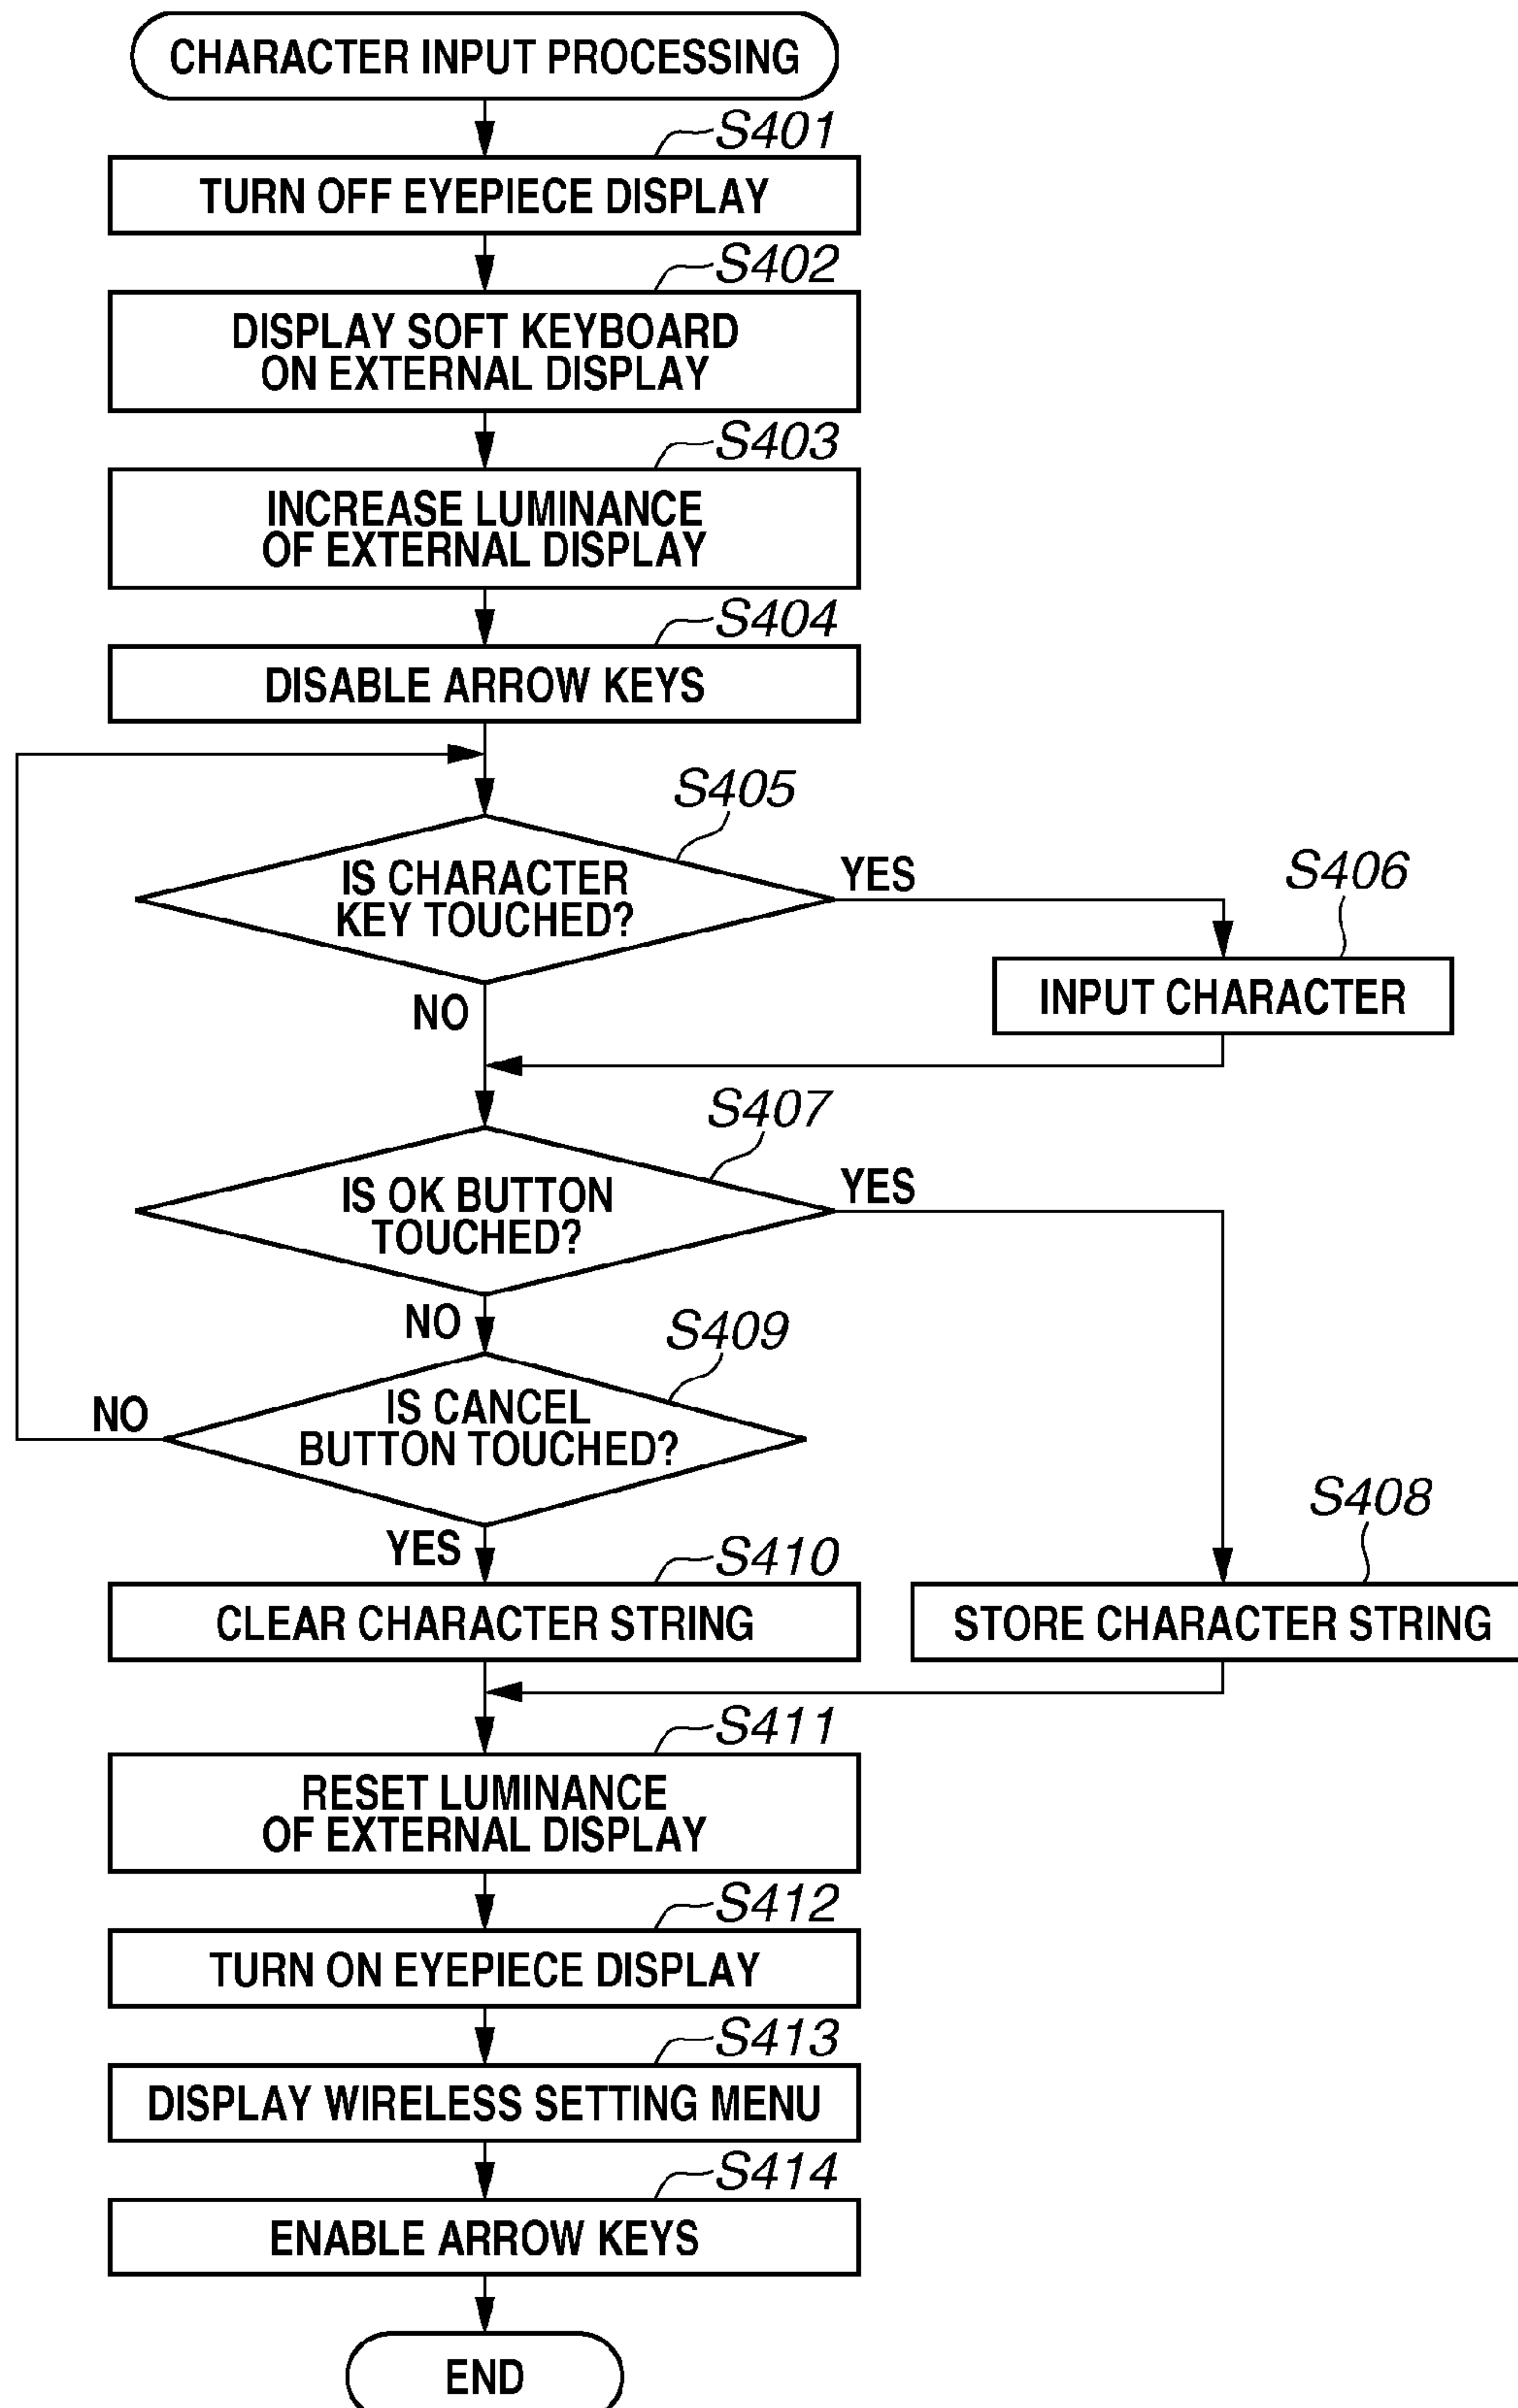 CHARACTER INPUT PROCESSING
S401
TURN OFF EYEPIECE DISPLAY
S402
DISPLAY SOFT KEYBOARD
ON EXTERNAL DISPLAY
S403
INCREASE LUMINANCE
OF EXTERNAL DISPLAY
S404
DISABLE ARROW KEYS
S405
IS CHARACTER
KEY TOUCHED?
YES
S406
INPUT CHARACTER
NO
S407
IS OK BUTTON
TOUCHED?
YES
NO
S409
IS CANCEL
BUTTON TOUCHED?
NO
YES
S408
STORE CHARACTER STRING
S410
CLEAR CHARACTER STRING
S411
RESET LUMINANCE
OF EXTERNAL DISPLAY
S412
TURN ON EYEPIECE DISPLAY
S413
DISPLAY WIRELESS SETTING MENU
S414
ENABLE ARROW KEYS
END